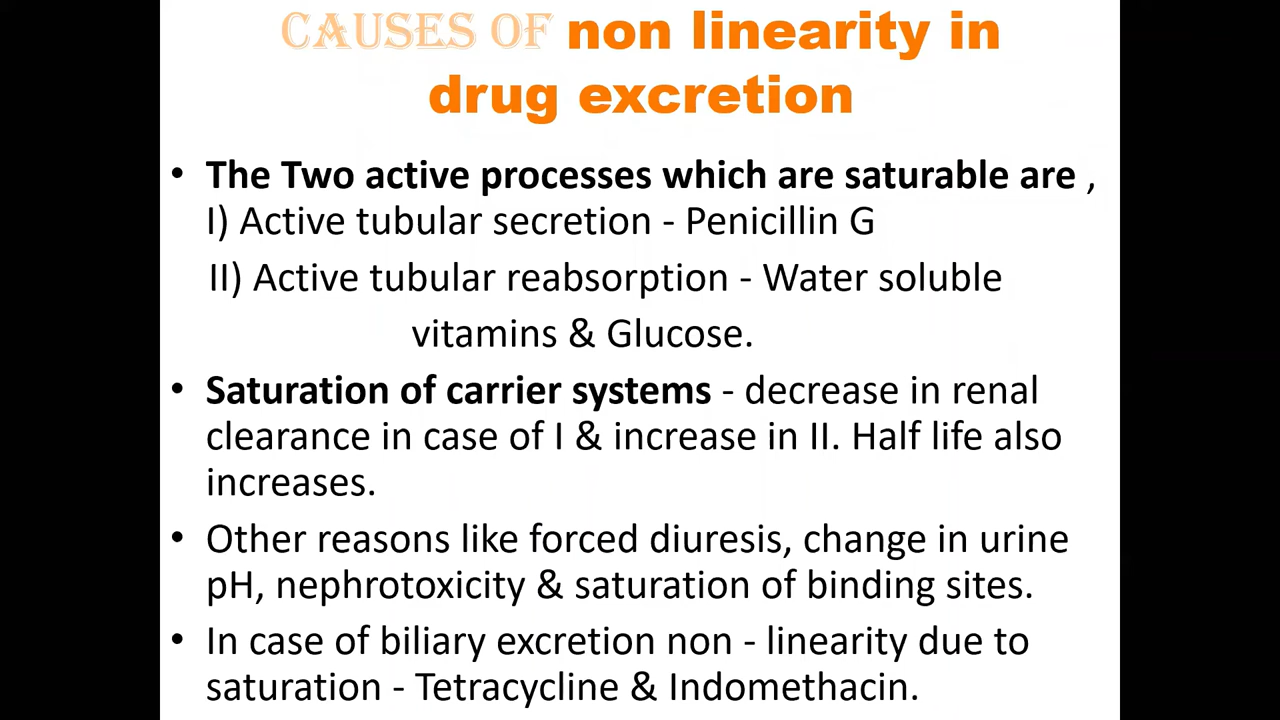 CAUSES OF non linearity in
drug excretion
• The Two active processes which are saturable are ,
I) Active tubular secretion - Penicillin G
II) Active tubular reabsorption - Water soluble
vitamins & Glucose.
• Saturation of carrier systems - decrease in renal
clearance in case of I & increase in II. Half life also
increases.
• Other reasons like forced diuresis, change in urine
pH, nephrotoxicity & saturation of binding sites.
• In case of biliary excretion non - linearity due to
saturation - Tetracycline & Indomethacin.